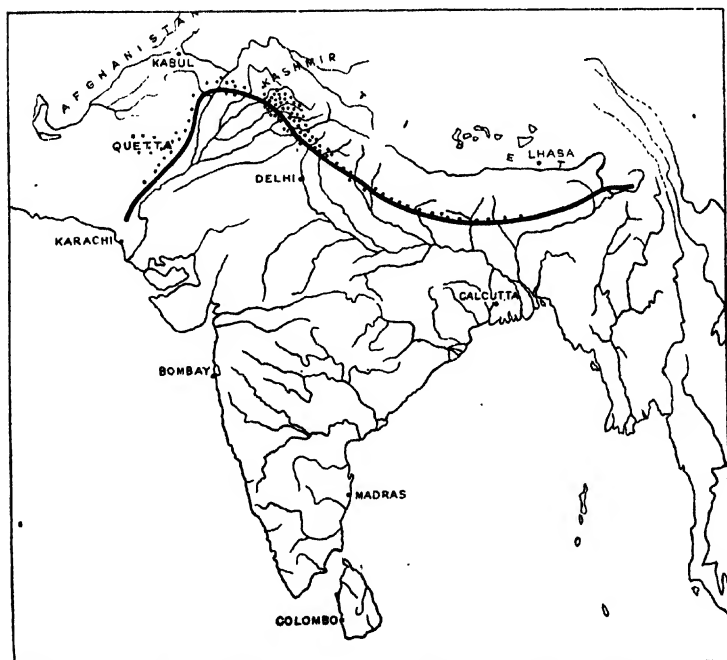 AFGHANISTAN
KABUL
KASHMIR
QUETTA
T
E
LHASA
T
DELHI
KARACHI
CALCUTTA
BOMBAY
MADRAS
COLOMBO